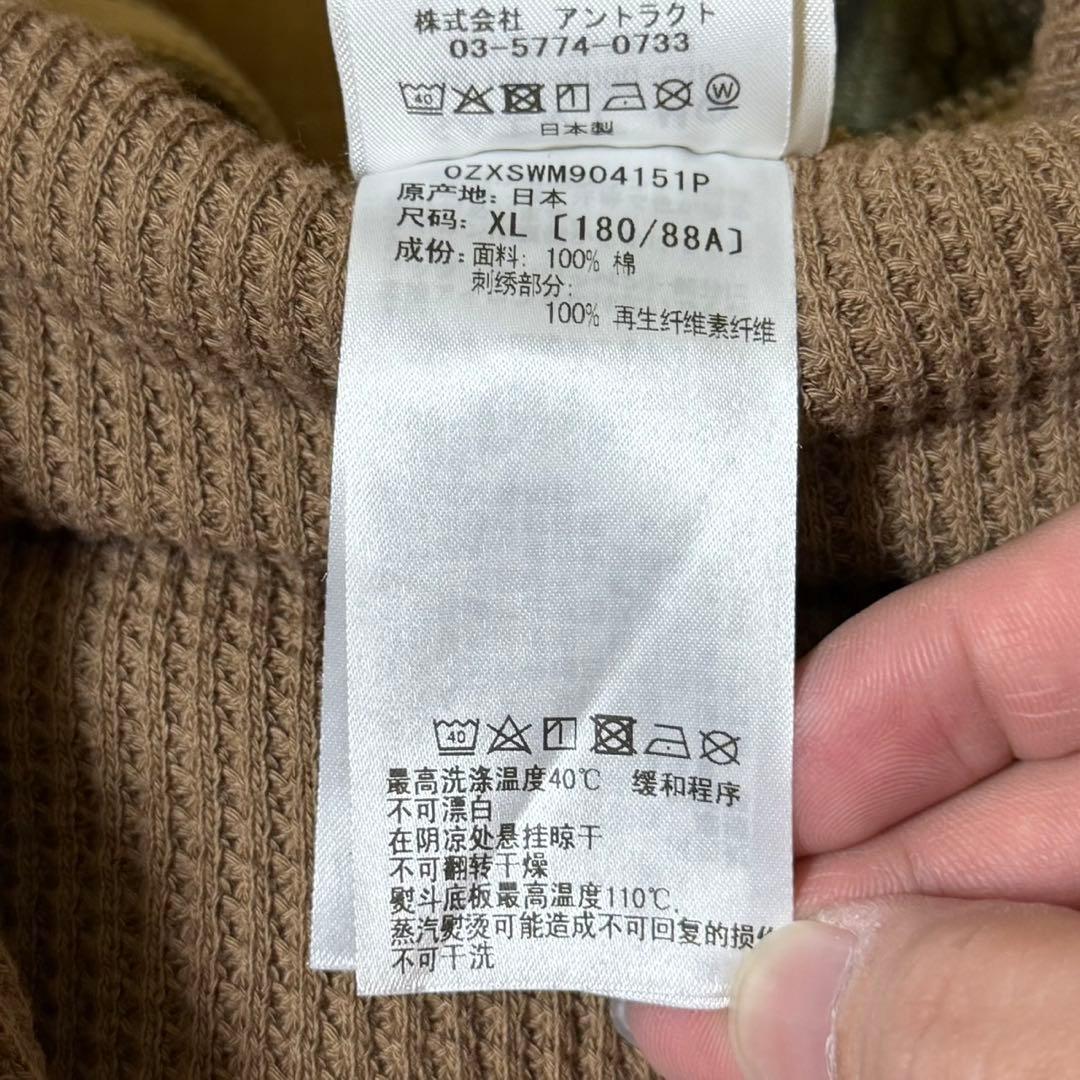 株式会社 アントラクト
03-5774-0733
40 1 W
日本製
OZXSWM904151P
原产地: 日本
尺码: XL [180/88A]
成份: 面料: 100% 棉
刺绣部分:
100% 再生纤维素纤维
40 1
最高洗涤温度40℃ 缓和程序
不可漂白
在阴凉处悬挂晾干
不可翻转干燥
熨斗底板最高温度110℃.
蒸汽熨烫可能造成不可回复的损
不可干洗